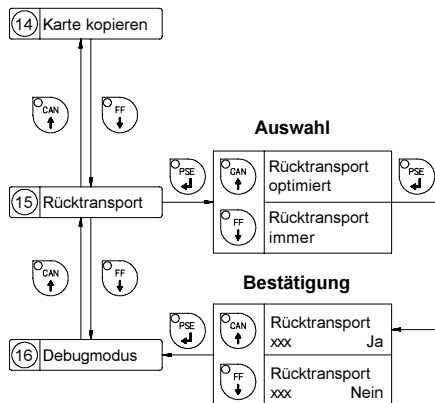 14 Karte kopieren
CAN
FF
Auswahl
PSE
CAN
Rücktransport
optimiert
PSE
15 Rücktransport
FF
Rücktransport
immer
CAN
FF
Bestätigung
PSE
CAN
Rücktransport
xxx Ja
16 Debugmodus
FF
Rücktransport
xxx Nein